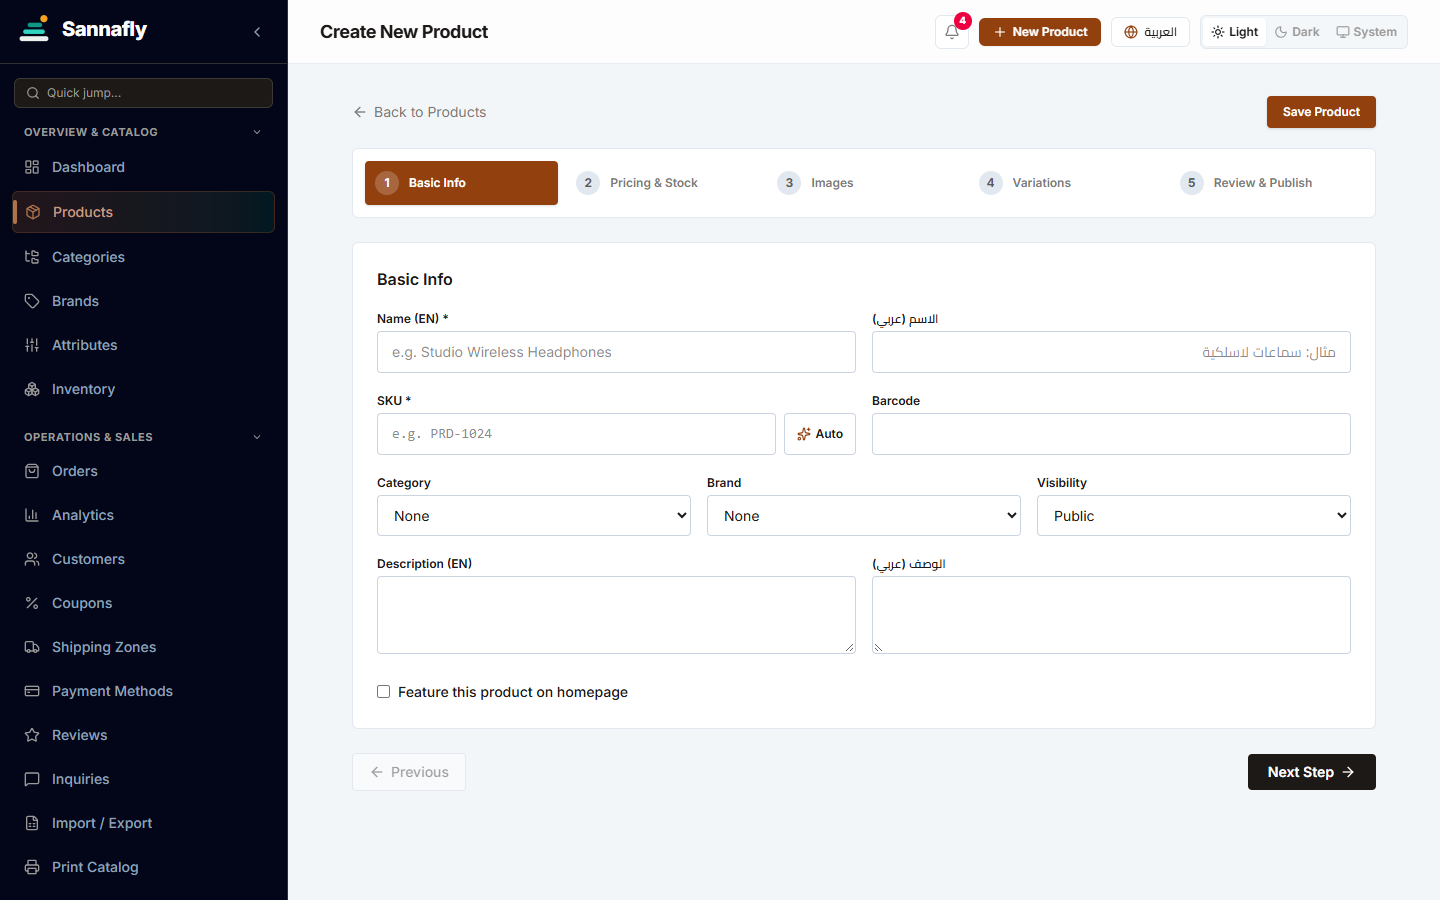 Sannafly
Quick jump...
OVERVIEW & CATALOG
Dashboard
Products
Categories
Brands
Attributes
Inventory
OPERATIONS & SALES
Orders
Analytics
Customers
Coupons
Shipping Zones
Payment Methods
Reviews
Inquiries
Import / Export
Print Catalog
Create New Product
4
New Product
العربية
Light
Dark
System
Back to Products
Save Product
1 Basic Info
2 Pricing & Stock
3 Images
4 Variations
5 Review & Publish
Basic Info
Name (EN) *
الاسم (عربي)
e.g. Studio Wireless Headphones
مثال: سماعات لاسلكية
SKU *
Barcode
e.g. PRD-1024
Auto
Category
Brand
Visibility
None
None
Public
Description (EN)
الوصف (عربي)
Feature this product on homepage
Previous
Next Step